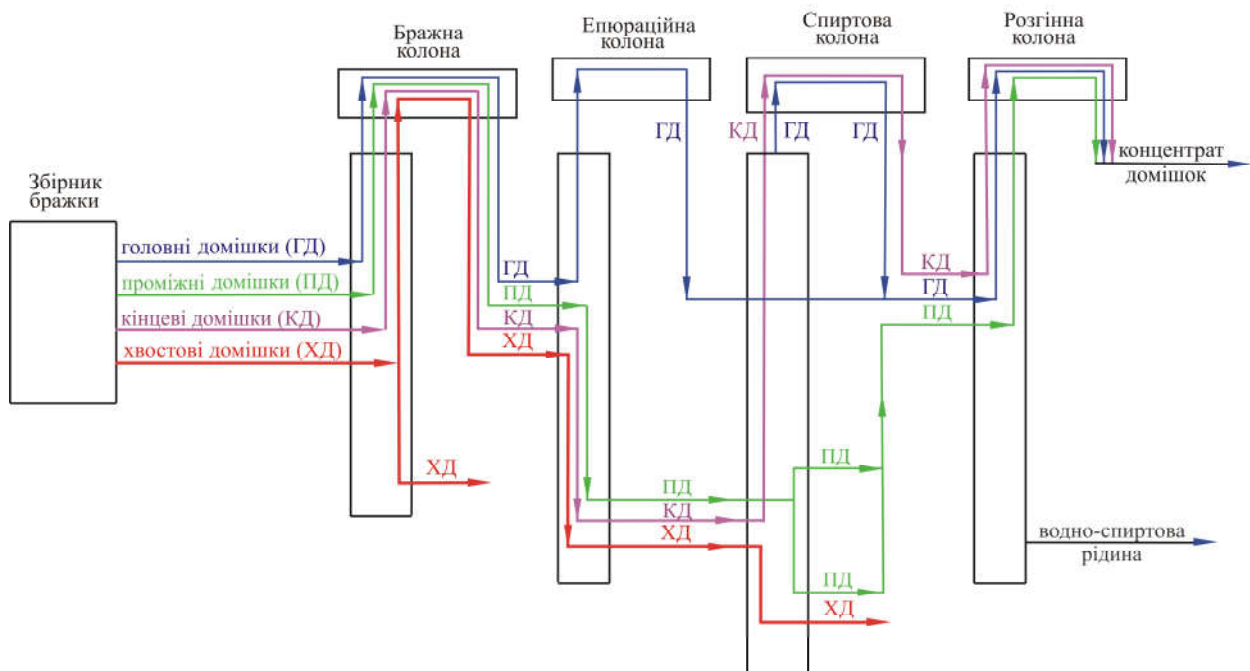 Бражна
колона
Епюраційна
колона
Спиртова
колона
Розгінна
колона
ГД
КД
ГД
ГД
концентрат
домішок
Збірник
бражки
головні домішки (ГД)
проміжні домішки (ПД)
кінцеві домішки (КД)
хвостові домішки (ХД)
ГД
ПД
КД
ХД
КД
ГД
ПД
ХД
ПД
КД
ХД
ПД
ПД
ХД
водно-спиртова
рідина